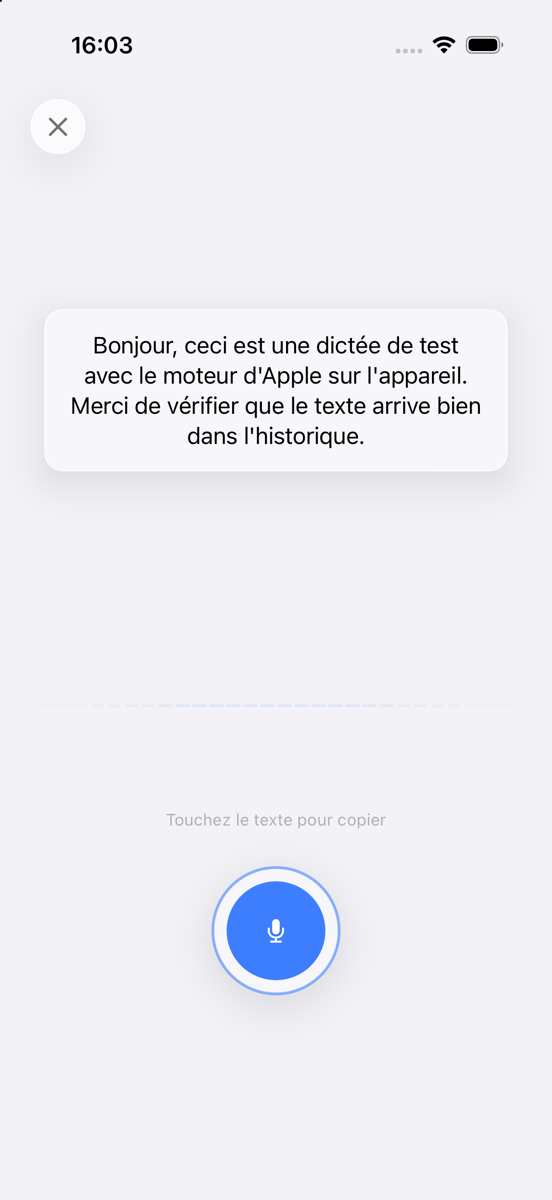 16:03
Bonjour, ceci est une dictée de test
avec le moteur d'Apple sur l'appareil.
Merci de vérifier que le texte arrive bien
dans l'historique.
Touchez le texte pour copier